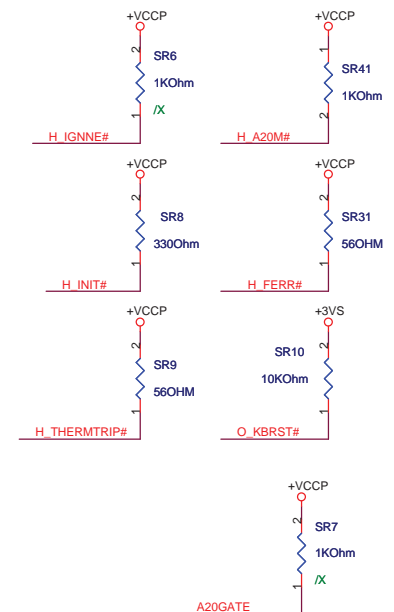 +VCCP
+VCCP
2
SR6
1KOhm
/X
1
H_IGNNE#
1
SR41
1KOhm
2
H_A20M#
+VCCP
+VCCP
2
SR8
330Ohm
1
H_INIT#
2
SR31
56OHM
1
H_FERR#
+VCCP
+3VS
2
SR9
56OHM
1
H_THERMTRIP#
2
SR10
10KOhm
1
O_KBRST#
+VCCP
2
SR7
1KOhm
/X
1
A20GATE